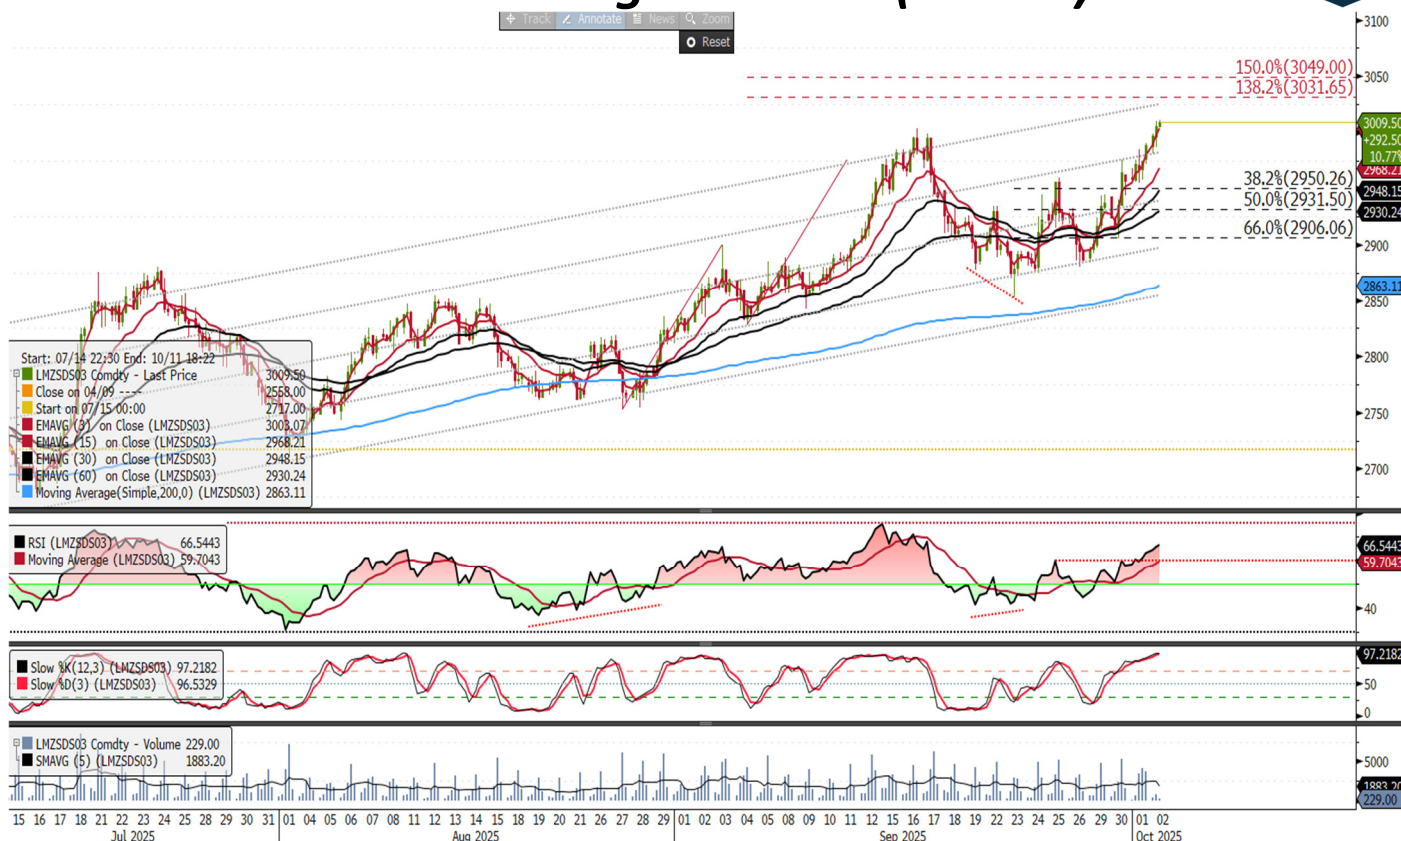 Track Annotate News Zoom
Reset
3100
150.0%(3049.00)
3050
138.2%(3031.65)
3009.50
+292.50
10.77%
2968.21
38.2%(2950.26)
2948.15
50.0%(2931.50)
2930.24
66.0%(2906.06)
2900
2863.11
2850
2800
2750
2700
Start: 07/14 22:30 End: 10/11 18:22
LMZSDS03 Comdty - Last Price 3009.50
Close on 04/09 ---- 2558.00
Start on 07/15 00:00 2717.00
EMAVG (3) on Close (LMZSDS03) 3003.07
EMAVG (15) on Close (LMZSDS03) 2968.21
EMAVG (30) on Close (LMZSDS03) 2948.15
EMAVG (60) on Close (LMZSDS03) 2930.24
Moving Average(Simple,200,0) (LMZSDS03) 2863.11
RSI (LMZSDS03) 66.5443
Moving Average (LMZSDS03) 59.7043
66.5443
59.7043
40
Slow %K(12,3) (LMZSDS03) 97.2182
Slow %D(3) (LMZSDS03) 96.5329
97.2182
50
0
LMZSDS03 Comdty - Volume 229.00
SMAVG (5) (LMZSDS03) 1883.20
5000
1883.20
229.00
15 16 17 18 21 22 23 24 25 28 29 30 31 01 04 05 06 07 08 11 12 13 14 15 18 19 20 21 26 27 28 29 01 02 03 04 05 08 09 10 11 12 15 16 17 18 19 22 23 24 25 26 29 30 01 02
Jul 2025 Aug 2025 Sep 2025 Oct 2025